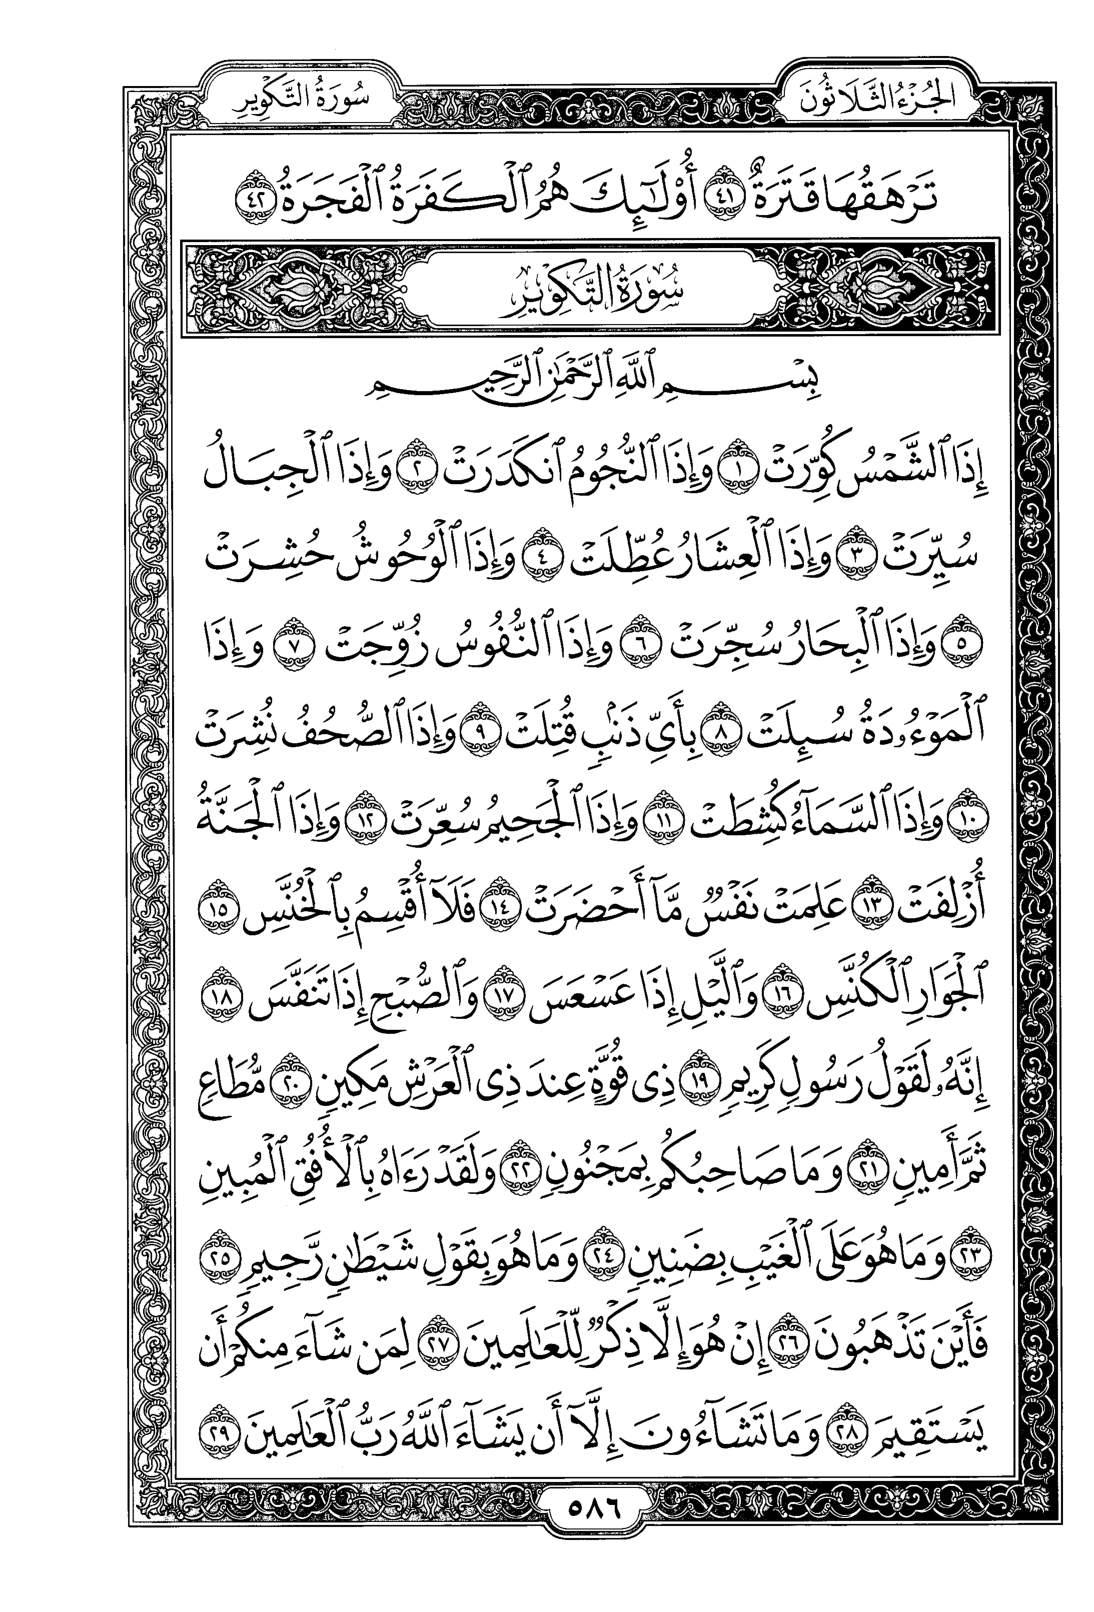 الجُزْءُ الثَّلَاثُونَ
سُورَةُ التَّكْوِيرِ
تَرْهَقُهَا قَتَرَةٌ ٤١ أُوْلَٰٓئِكَ هُمُ ٱلْكَفَرَةُ ٱلْفَجَرَةُ ٤٢
سُورَةُ التَّكْوِيرِ
بِسْمِ ٱللَّهِ ٱلرَّحْمَٰنِ ٱلرَّحِيمِ
إِذَا ٱلشَّمْسُ كُوِّرَتْ ١ وَإِذَا ٱلنُّجُومُ ٱنكَدَرَتْ ٢ وَإِذَا ٱلْجِبَالُ
سُيِّرَتْ ٣ وَإِذَا ٱلْعِشَارُ عُطِّلَتْ ٤ وَإِذَا ٱلْوُحُوشُ حُشِرَتْ
٥ وَإِذَا ٱلْبِحَارُ سُجِّرَتْ ٦ وَإِذَا ٱلنُّفُوسُ زُوِّجَتْ ٧ وَإِذَا
ٱلْمَوْءُۥدَةُ سُئِلَتْ ٨ بِأَيِّ ذَنۢبٍ قُتِلَتْ ٩ وَإِذَا ٱلصُّحُفُ نُشِرَتْ
١٠ وَإِذَا ٱلسَّمَآءُ كُشِطَتْ ١١ وَإِذَا ٱلْجَحِيمُ سُعِّرَتْ ١٢ وَإِذَا ٱلْجَنَّةُ
أُزْلِفَتْ ١٣ عَلِمَتْ نَفْسٌ مَّآ أَحْضَرَتْ ١٤ فَلَآ أُقْسِمُ بِٱلْخُنَّسِ ١٥
ٱلْجَوَارِ ٱلْكُنَّسِ ١٦ وَٱلَّيْلِ إِذَا عَسْعَسَ ١٧ وَٱلصُّبْحِ إِذَا تَنَفَّسَ ١٨
إِنَّهُۥ لَقَوْلُ رَسُولٍ كَرِيمٍ ١٩ ذِى قُوَّةٍ عِندَ ذِى ٱلْعَرْشِ مَكِينٍ ٢٠ مُّطَاعٍ
ثَمَّ أَمِينٍ ٢١ وَمَا صَاحِبُكُم بِمَجْنُونٍ ٢٢ وَلَقَدْ رَءَاهُ بِٱلْأُفُقِ ٱلْمُبِينِ
٢٣ وَمَا هُوَ عَلَى ٱلْغَيْبِ بِضَنِينٍ ٢٤ وَمَا هُوَ بِقَوْلِ شَيْطَٰنٍ رَّجِيمٍ ٢٥
فَأَيْنَ تَذْهَبُونَ ٢٦ إِنْ هُوَ إِلَّا ذِكْرٌ لِّلْعَٰلَمِينَ ٢٧ لِمَن شَآءَ مِنكُمْ أَن
يَسْتَقِيمَ ٢٨ وَمَا تَشَآءُونَ إِلَّآ أَن يَشَآءَ ٱللَّهُ رَبُّ ٱلْعَٰلَمِينَ ٢٩
٥٨٦